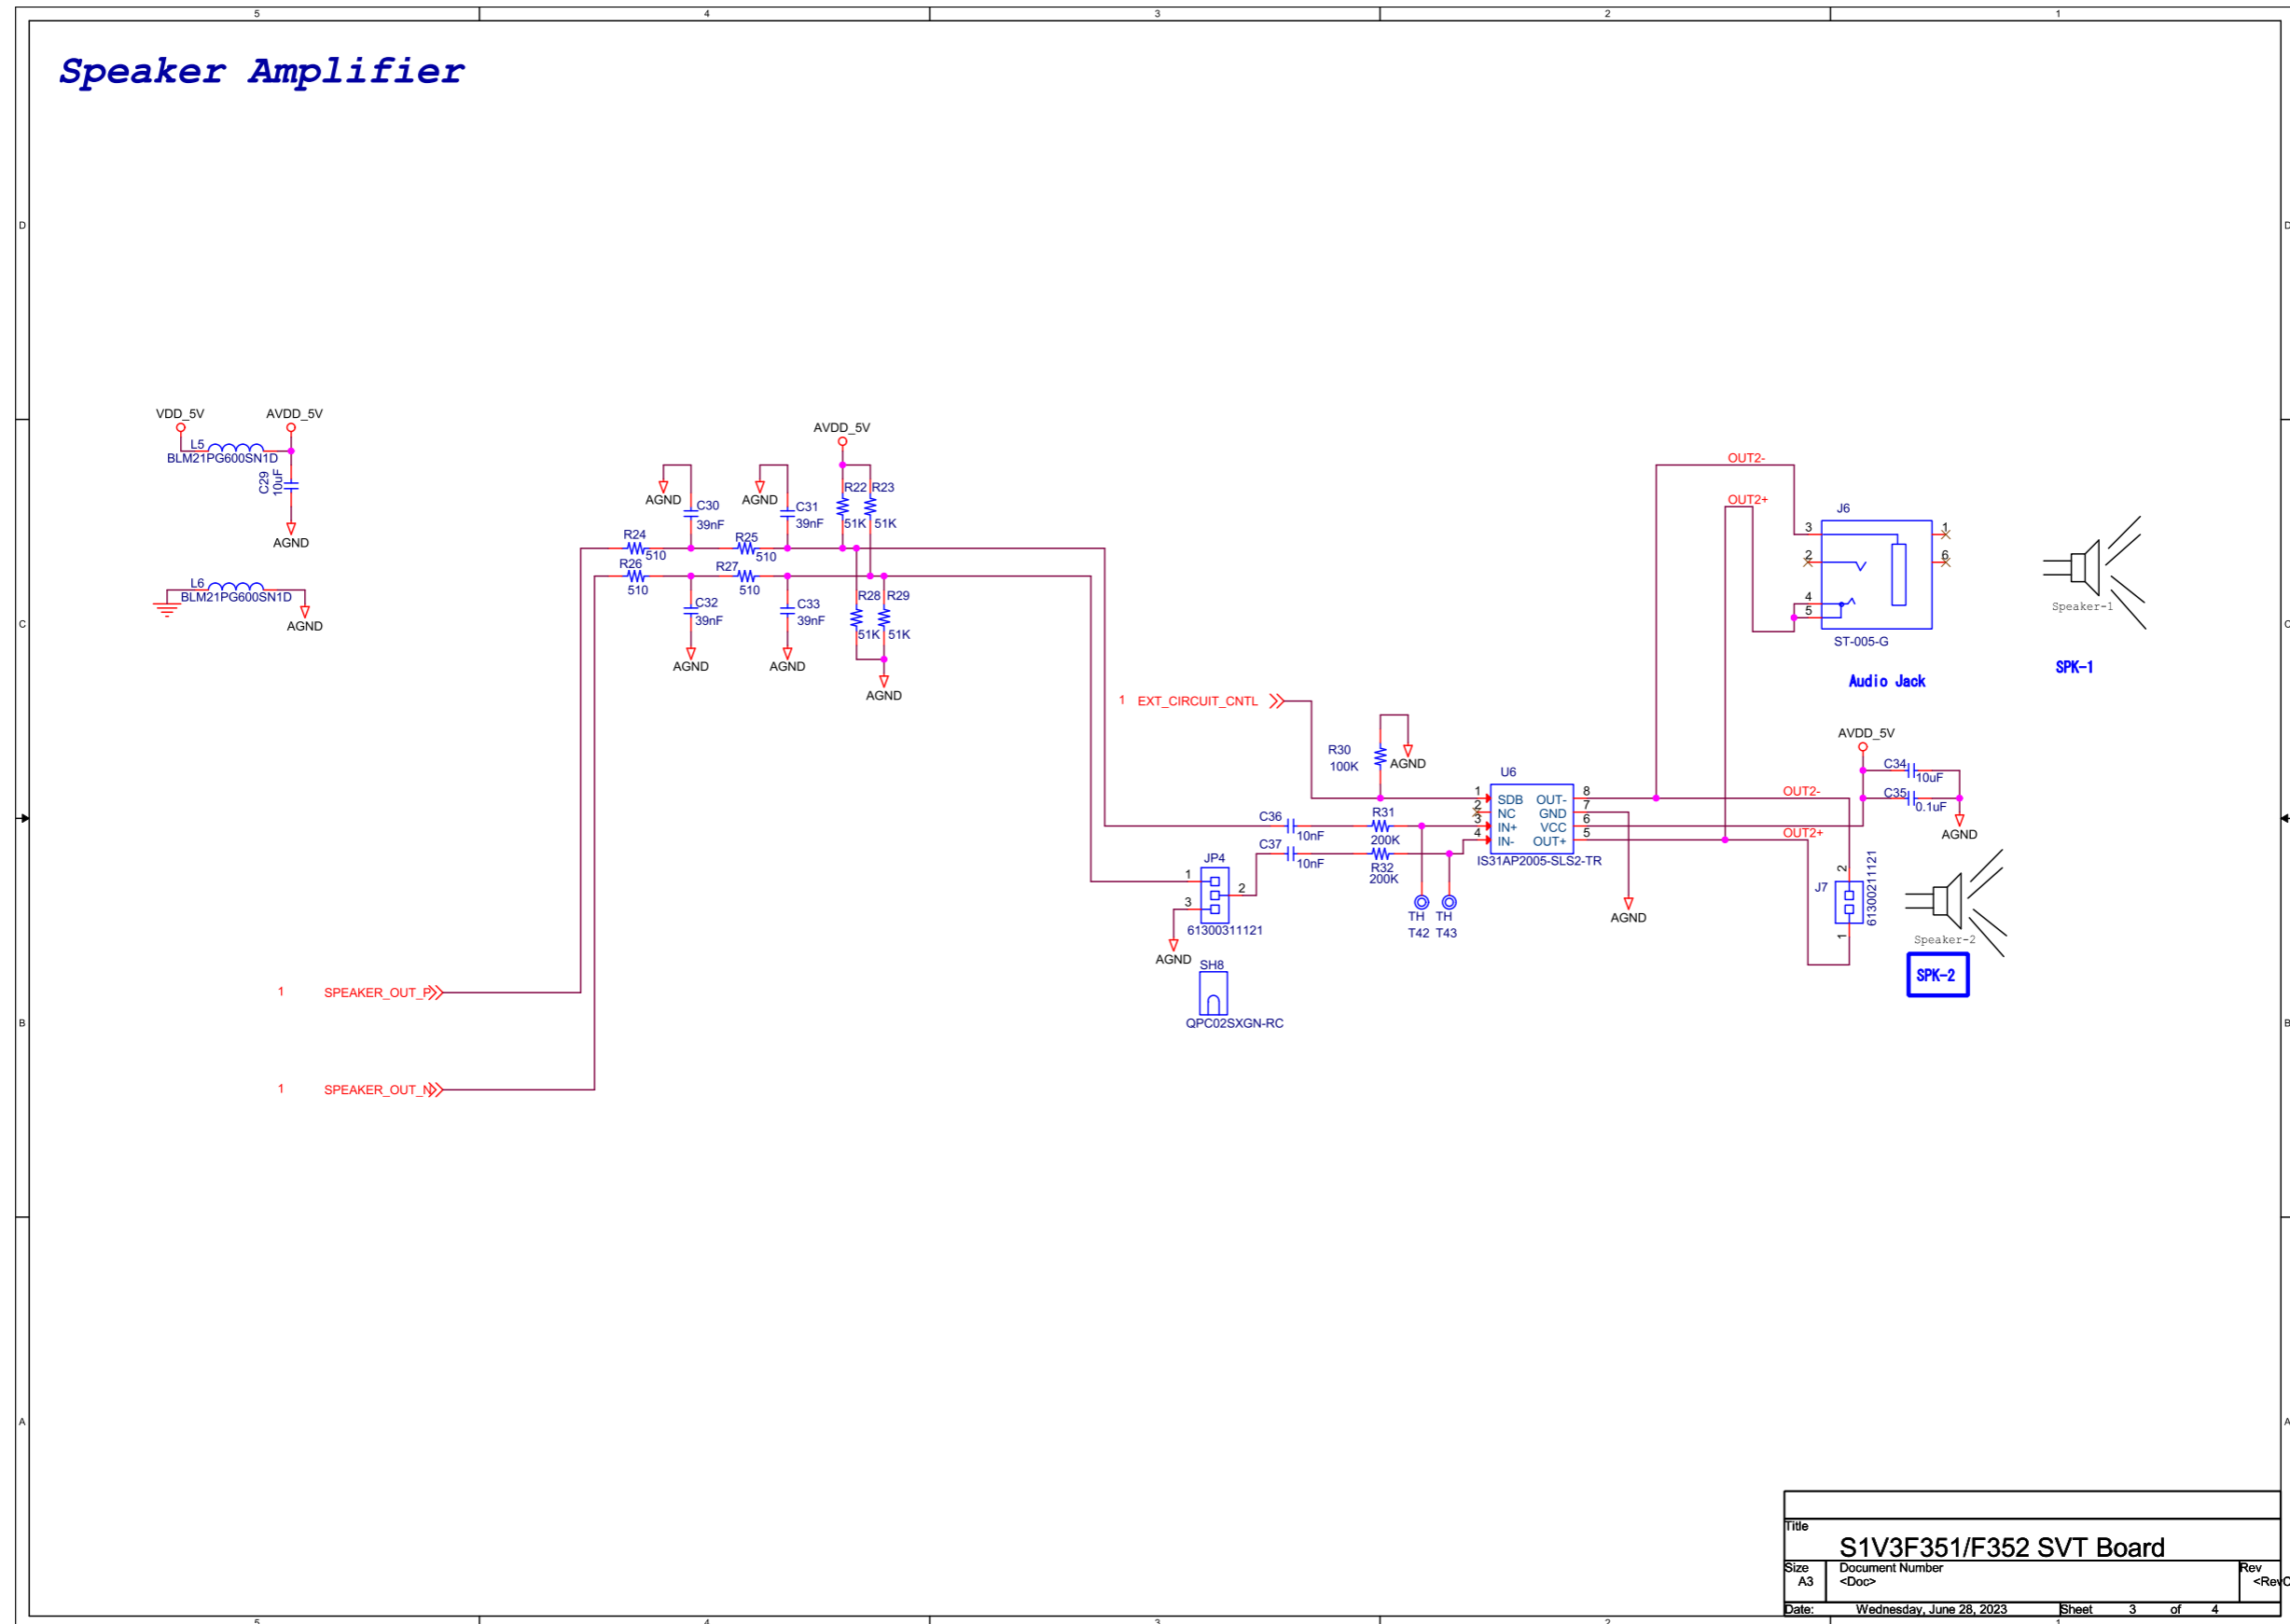 5 4 3 2 1
Speaker Amplifier
D D
VDD_5V AVDD_5V
L5
BLM21PG600SN1D
C29
10uF
AGND
L6
BLM21PG600SN1D
AGND
AVDD_5V
AGND AGND
C30
39nF
C31
39nF
R22 R23
51K 51K
R24
510
R25
510
R26
510
R27
510
C32
39nF
C33
39nF
R28 R29
51K 51K
AGND AGND
AGND
OUT2-
OUT2+
J6
3
2
4
5
1
6
ST-005-G
Audio Jack
Speaker-1
SPK-1
C C
1 EXT_CIRCUIT_CNTL
R30
100K
AGND
U6
1 SDB OUT- 8
2 NC GND 7
3 IN+ VCC 6
4 IN- OUT+ 5
IS31AP2005-SLS2-TR
C36
10nF
R31
200K
C37
10nF
R32
200K
JP4
1
2
3
61300311121
AGND
TH TH
T42 T43
SH8
QPC02SXGN-RC
AGND
AVDD_5V
C34
10uF
C35
0.1uF
AGND
OUT2-
OUT2+
J7
2
1
61300211121
Speaker-2
SPK-2
1 SPEAKER_OUT_P
1 SPEAKER_OUT_N
B B
A A
Title
S1V3F351/F352 SVT Board
Size Document Number Rev
A3 <Doc> <RevC
Date: Wednesday, June 28, 2023 Sheet 3 of 4
5 4 3 2 1